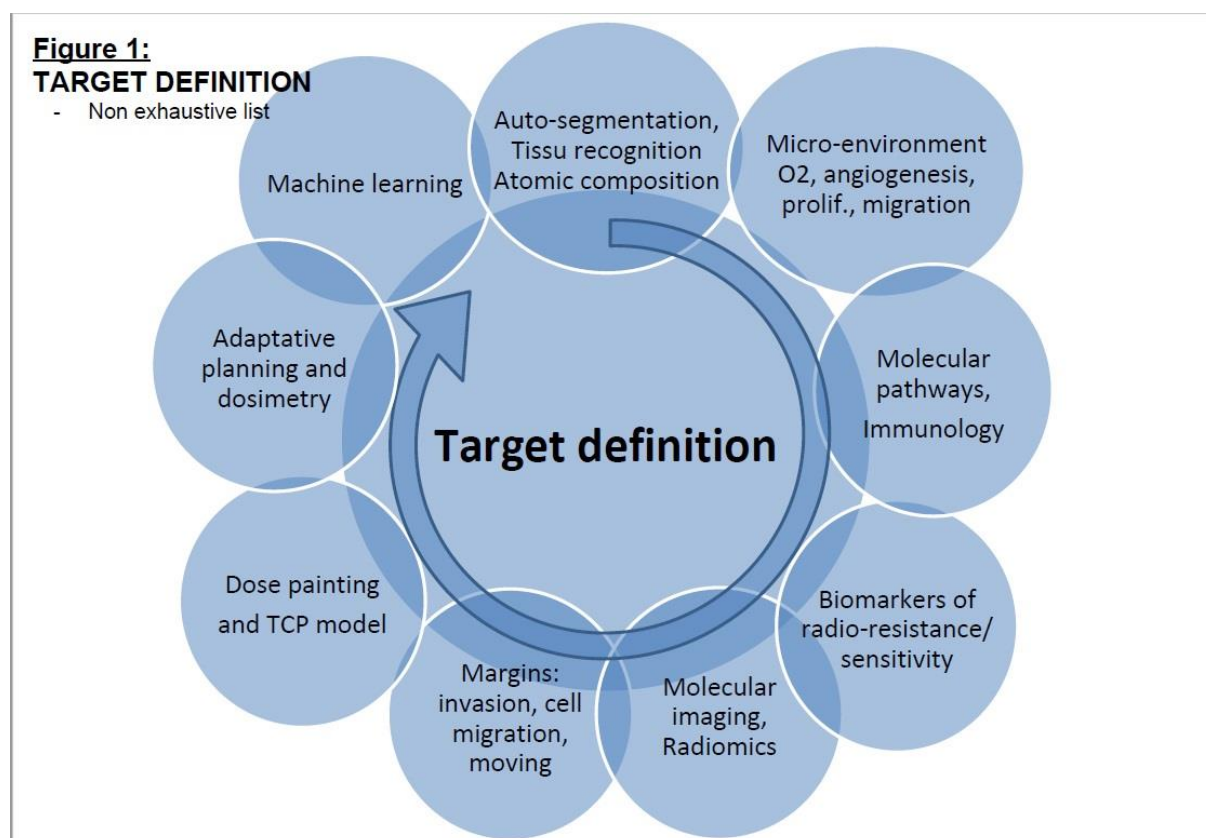 Figure 1:
TARGET DEFINITION
- Non exhaustive list
Auto-segmentation,
Tissu recognition
Atomic composition
Micro-environment
O2, angiogenesis,
prolif., migration
Molecular
pathways,
Immunology
Biomarkers of
radio-resistance/
sensitivity
Molecular
imaging,
Radiomics
Margins:
invasion, cell
migration,
moving
Dose painting
and TCP model
Adaptative
planning and
dosimetry
Machine learning
Target definition